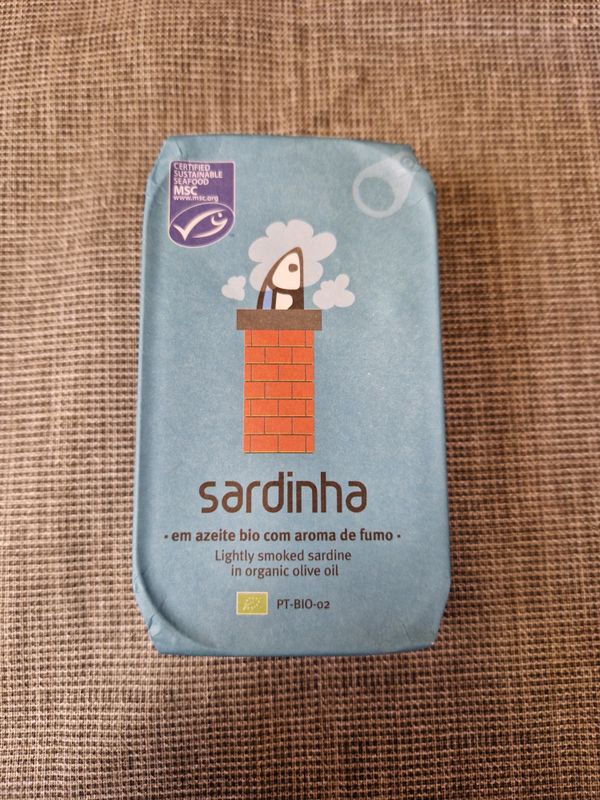 CERTIFIED
SUSTAINABLE
SEAFOOD
MSC
www.msc.org
sardinha
· em azeite bio com aroma de fumo ·
Lightly smoked sardine
in organic olive oil
PT-BIO-02